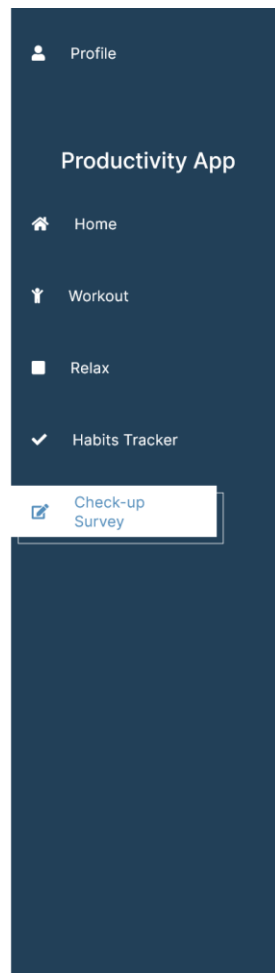 Profile
Productivity App
Home
Workout
Relax
Habits Tracker
Check-up
Survey